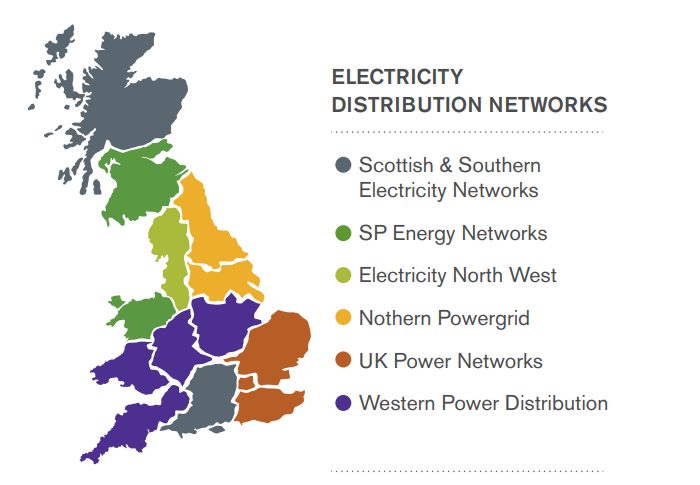 ELECTRICITY
DISTRIBUTION NETWORKS
Scottish & Southern
Electricity Networks
SP Energy Networks
Electricity North West
Nothern Powergrid
UK Power Networks
Western Power Distribution